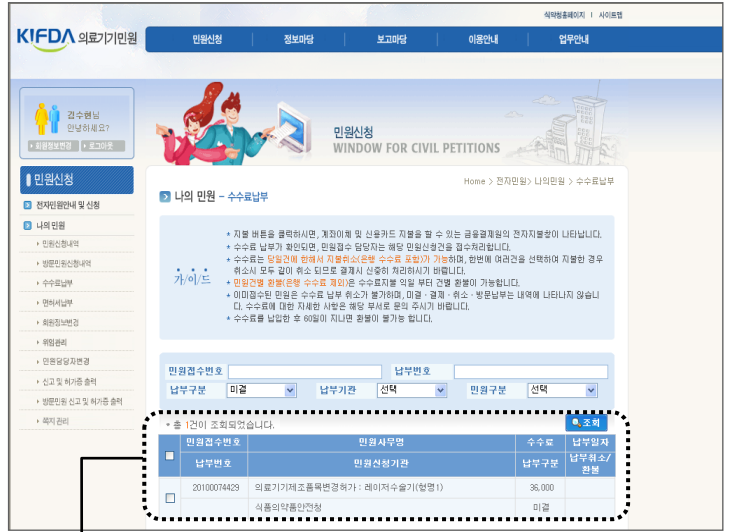 식약청홈페이지 | 사이트맵
KIFDA 의료기기민원
민원신청
정보마당
보고마당
이용안내
업무안내
김수현님
안녕하세요?
회원정보변경
로그아웃
민원신청
WINDOW FOR CIVIL PETITIONS
민원신청
전자민원안내 및 신청
나의 민원
민원신청내역
방문민원신청내역
수수료납부
면허세납부
회원정보변경
위임관리
민원담당자변경
신고 및 허가증 출력
방문민원 신고 및 허가증 출력
쪽지 관리
Home > 전자민원> 나의민원 > 수수료납부
나의 민원 - 수수료납부
가/이/드
* 지불 버튼을 클릭하시면, 계좌이체 및 신용카드 지불을 할 수 있는 금융결제원의 전자지불창이 나타납니다.
* 수수료 납부가 확인되면, 민원접수 담당자는 해당 민원신청건을 접수처리합니다.
* 수수료는 당일건에 한해서 지불취소(은행 수수료 포함)가 가능하며, 한번에 여러건을 선택하여 지불한 경우
취소시 모두 같이 취소 되므로 결제시 신중히 처리하시기 바랍니다.
* 민원건별 환불(은행 수수료 제외)은 수수료지불 익일 부터 건별 환불이 가능합니다.
* 이미접수된 민원은 수수료 납부 취소가 불가하며, 미결 · 결제 · 취소 · 방문납부는 내역에 나타나지 않습니
다. 수수료에 대한 자세한 사항은 해당 부서로 문의 주시기 바랍니다.
* 수수료를 납입한 후 60일이 지나면 환불이 불가능 합니다.
민원접수번호
납부번호
납부구분 미결
납부기관 선택
민원구분 선택
* 총 1건이 조회되었습니다.
조회
민원접수번호 민원사무명 수수료 납부일자
납부번호 민원신청기관 납부구분 납부취소/
환불
20100074429 의료기기제조품목변경허가 : 레이저수술기(형명1) 36,000
식품의약품안전청 미결